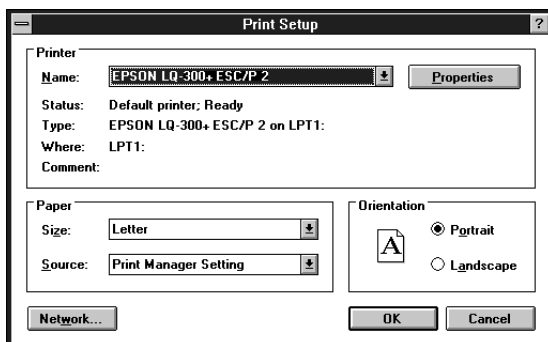 Print Setup ?
Printer
Name: EPSON LQ-300+ ESC/P 2 Properties
Status: Default printer; Ready
Type: EPSON LQ-300+ ESC/P 2 on LPT1:
Where: LPT1:
Comment:
Paper
Size: Letter
Source: Print Manager Setting
Orientation
A
Portrait
Landscape
Network... OK Cancel